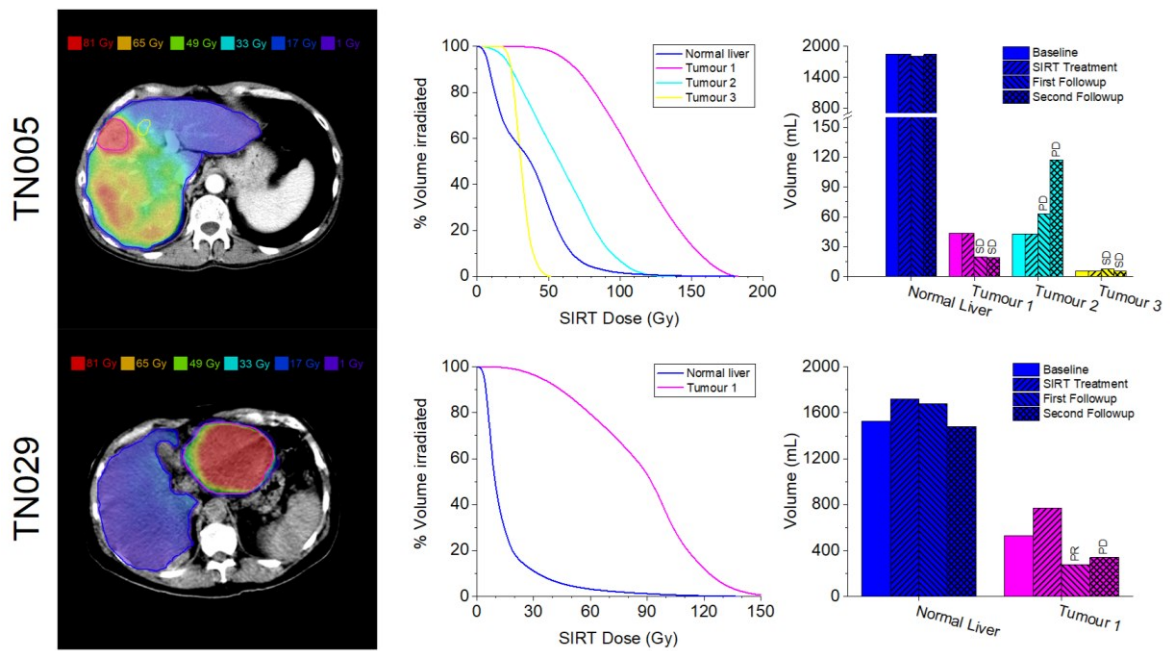 TN005
81 Gy 65 Gy 49 Gy 33 Gy 17 Gy 1 Gy
% Volume irradiated
100
80
60
40
20
0
0 50 100 150 200
SIRT Dose (Gy)
Normal liver
Tumour 1
Tumour 2
Tumour 3
Volume (mL)
2000
1400
800
150
120
90
60
30
0
Baseline
SIRT Treatment
First Followup
Second Followup
SD
SD
PD
PD
SD
SD
Normal Liver
Tumour 1
Tumour 2
Tumour 3
TN029
81 Gy 65 Gy 49 Gy 33 Gy 17 Gy 1 Gy
% Volume irradiated
100
80
60
40
20
0
0 30 60 90 120 150
SIRT Dose (Gy)
Normal liver
Tumour 1
Volume (mL)
2000
1600
1200
800
400
0
Baseline
SIRT Treatment
First Followup
Second Followup
PR
PD
Normal Liver
Tumour 1